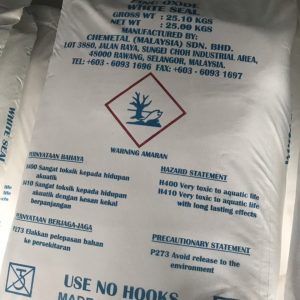 ZINC OXIDE
WHITE SEAL
GROSS WT : 25.10 KGS
NET WT : 25.00 KGS
MANUFACTURED BY:
CHEMETAL (MALAYSIA) SDN. BHD.
LOT 3880, JALAN RAYA, SUNGEI CHOH INDUSTRIAL AREA,
45000 RAWANG, SELANGOR, MALAYSIA.
TEL: +603 - 6093 1696 FAX: +603 - 6093 1697
WARNING AMARAN
PERNYATAAN BAHAYA
H400 Sangat toksik kepada hidupan
akuatik
H410 Sangat toksik kepada hidupan
akuatik dengan kesan kekal
berpanjangan
HAZARD STATEMENT
H400 Very toxic to aquatic life
H410 Very toxic to aquatic life
with long lasting effects
PERNYATAAN BERJAGA-JAGA
P273 Elakkan pelepasan bahan
ke persekitaran
PRECAUTIONARY STATEMENT
P273 Avoid release to the
environment
USE NO HOOKS
MADE
WHITE SEAL